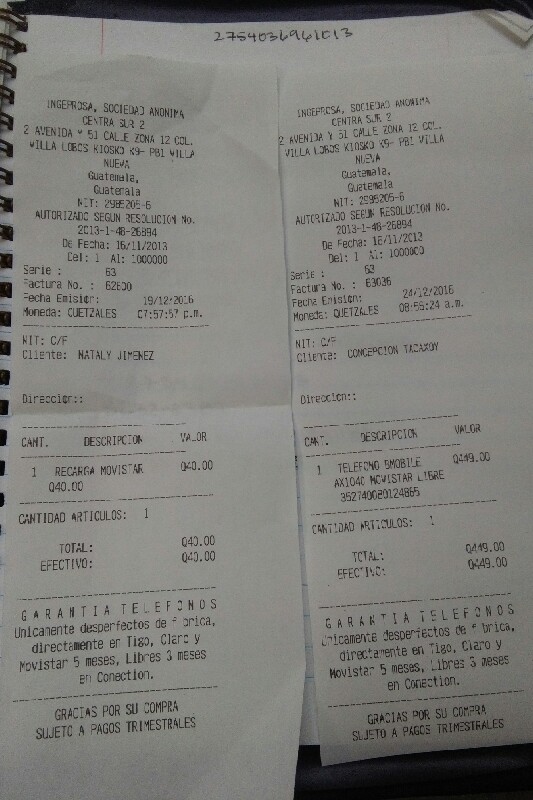 2754036961013
INGEPROSA, SOCIEDAD ANONIMA
CENTRA SUR 2
2 AVENIDA Y 51 CALLE ZONA 12 COL.
VILLA LOBOS KIOSKO K9- PB1 VILLA
NUEVA
Guatemala,
Guatemala
NIT: 2985205-6
AUTORIZADO SEGUN RESOLUCION No.
2013-1-48-26894
De Fecha: 16/11/2013
Del: 1 Al: 1000000
Serie : 63
Factura No. : 62600
Fecha Emision: 19/12/2016
Moneda: QUETZALES 07:57:57 p.m.
NIT: C/F
Cliente: NATALY JIMENEZ
Direccion::
CANT. DESCRIPCION VALOR
1 RECARGA MOVISTAR Q40.00
Q40.00
CANTIDAD ARTICULOS: 1
TOTAL: Q40.00
EFECTIVO: Q40.00
G A R A N T I A T E L E F O N O S
Unicamente desperfectos de f brica,
directamente en Tigo, Claro y
Movistar 5 meses, Libres 3 meses
en Conection.
GRACIAS POR SU COMPRA
SUJETO A PAGOS TRIMESTRALES
INGEPROSA, SOCIEDAD ANONIMA
CENTRA SUR 2
2 AVENIDA Y 51 CALLE ZONA 12 COL.
VILLA LOBOS KIOSKO K9- PB1 VILLA
NUEVA
Guatemala,
Guatemala
NIT: 2985205-6
AUTORIZADO SEGUN RESOLUCION No.
2013-1-48-26894
De Fecha: 16/11/2013
Del: 1 Al: 1000000
Serie : 63
Factura No. : 63036
Fecha Emision: 24/12/2016
Moneda: QUETZALES 08:55:24 a.m.
NIT: C/F
Cliente: CONCEPCION TACAXOY
Direccion::
CANT. DESCRIPCION VALOR
1 TELEFONO BMOBILE Q449.00
AX1040 MOVISTAR LIBRE
352740080124865
CANTIDAD ARTICULOS: 1
TOTAL: Q449.00
EFECTIVO: Q449.00
G A R A N T I A T E L E F O N O S
Unicamente desperfectos de f brica,
directamente en Tigo, Claro y
Movistar 5 meses, Libres 3 meses
en Conection.
GRACIAS POR SU COMPRA
SUJETO A PAGOS TRIMESTRALES